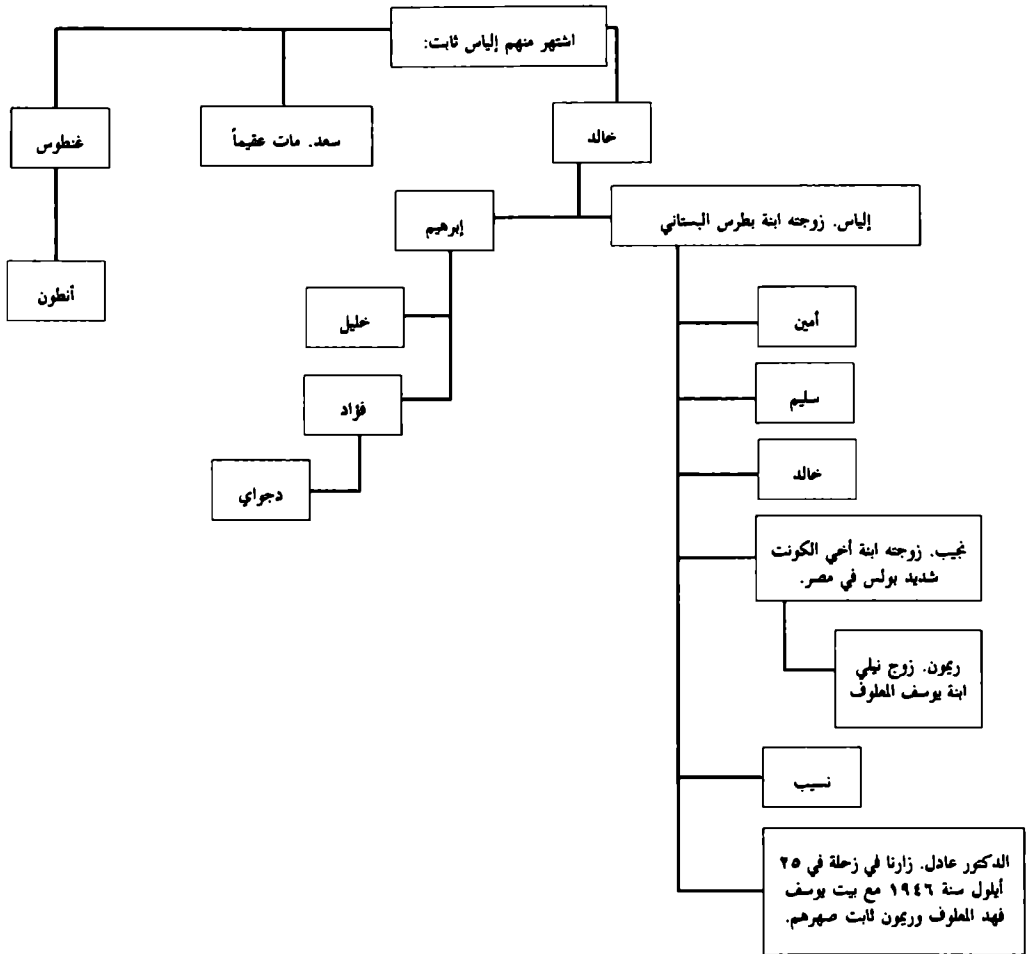 اشتهر منهم إلياس ثابت:
خالد
سعد. مات عقيماً
غنطوس
أنطون
إلياس. زوجته ابنة بطرس البستاني
إبرهيم
خليل
فؤاد
دجواي
أمين
سليم
خالد
نجيب. زوجته ابنة أخي الكونت
شديد بولس في مصر.
ريمون. زوج نيلي
ابنة يوسف المعلوف
نسيب
الدكتور عادل. زارنا في زحلة في ٢٥
أيلول سنة ١٩٤٦ مع بيت يوسف
فهد المعلوف وريمون ثابت صهرهم.